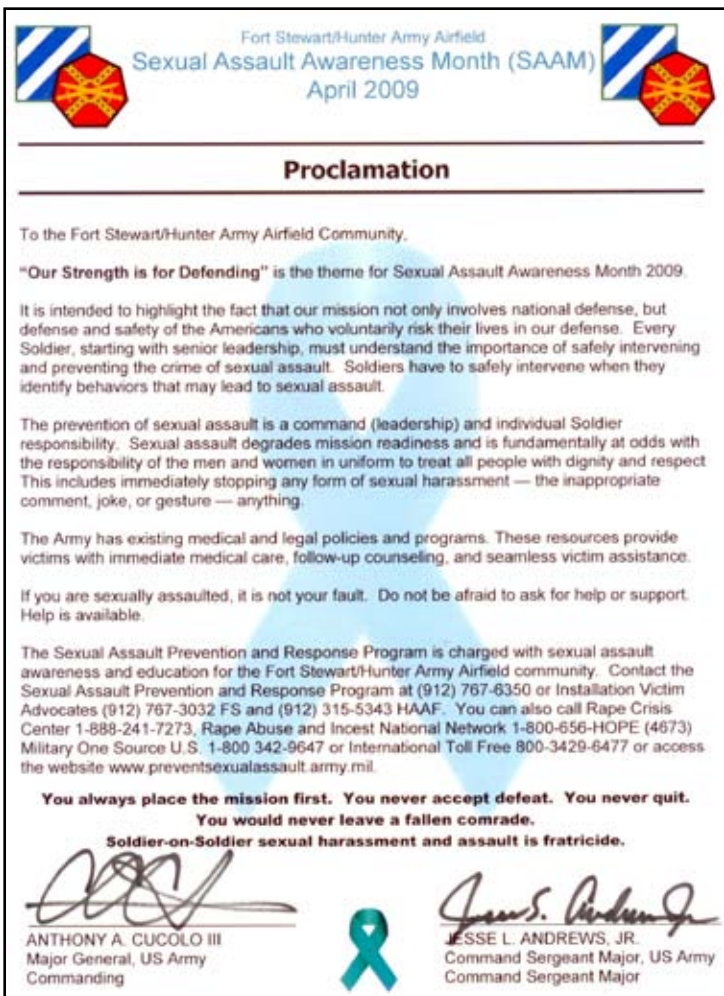 Fort Stewart/Hunter Army Airfield
Sexual Assault Awareness Month (SAAM)
April 2009
Proclamation
To the Fort Stewart/Hunter Army Airfield Community,
“Our Strength is for Defending” is the theme for Sexual Assault Awareness Month 2009.
It is intended to highlight the fact that our mission not only involves national defense, but
defense and safety of the Americans who voluntarily risk their lives in our defense. Every
Soldier, starting with senior leadership, must understand the importance of safely intervening
and preventing the crime of sexual assault. Soldiers have to safely intervene when they
identify behaviors that may lead to sexual assault.
The prevention of sexual assault is a command (leadership) and individual Soldier
responsibility. Sexual assault degrades mission readiness and is fundamentally at odds with
the responsibility of the men and women in uniform to treat all people with dignity and respect
This includes immediately stopping any form of sexual harassment — the inappropriate
comment, joke, or gesture — anything.
The Army has existing medical and legal policies and programs. These resources provide
victims with immediate medical care, follow-up counseling, and seamless victim assistance.
If you are sexually assaulted, it is not your fault. Do not be afraid to ask for help or support.
Help is available.
The Sexual Assault Prevention and Response Program is charged with sexual assault
awareness and education for the Fort Stewart/Hunter Army Airfield community. Contact the
Sexual Assault Prevention and Response Program at (912) 767-6350 or Installation Victim
Advocates (912) 767-3032 FS and (912) 315-5343 HAAF. You can also call Rape Crisis
Center 1-888-241-7273, Rape Abuse and Incest National Network 1-800-656-HOPE (4673)
Military One Source U.S. 1-800 342-9647 or International Toll Free 800-3429-6477 or access
the website www.preventsexualassault.army.mil.
You always place the mission first. You never accept defeat. You never quit.
You would never leave a fallen comrade.
Soldier-on-Soldier sexual harassment and assault is fratricide.
ANTHONY A. CUCOLO III
Major General, US Army
Commanding
JESSE L. ANDREWS, JR.
Command Sergeant Major, US Army
Command Sergeant Major